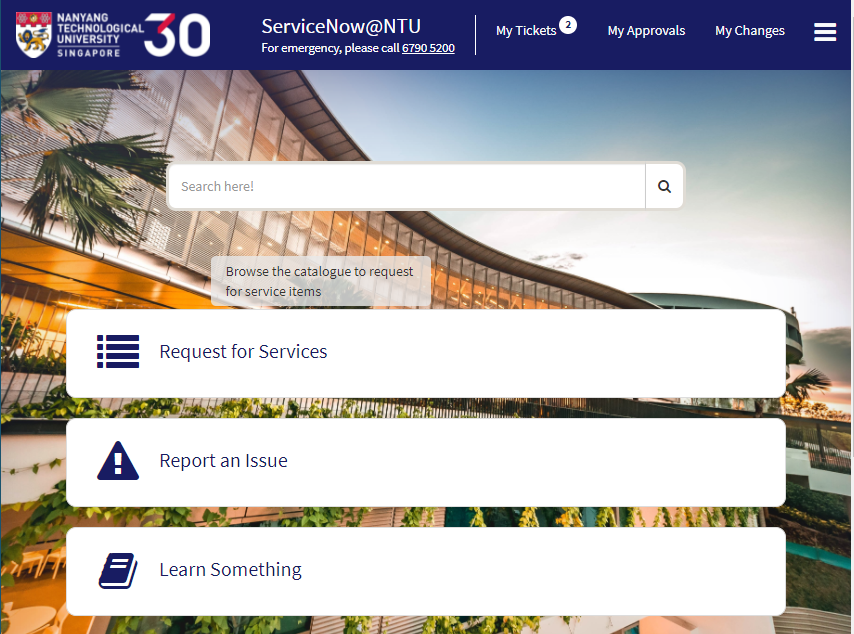 NANYANG
TECHNOLOGICAL
UNIVERSITY
SINGAPORE
30
ServiceNow@NTU
For emergency, please call 6790 5200
My Tickets 2
My Approvals
My Changes
Search here!
Browse the catalogue to request
for service items
Request for Services
Report an Issue
Learn Something